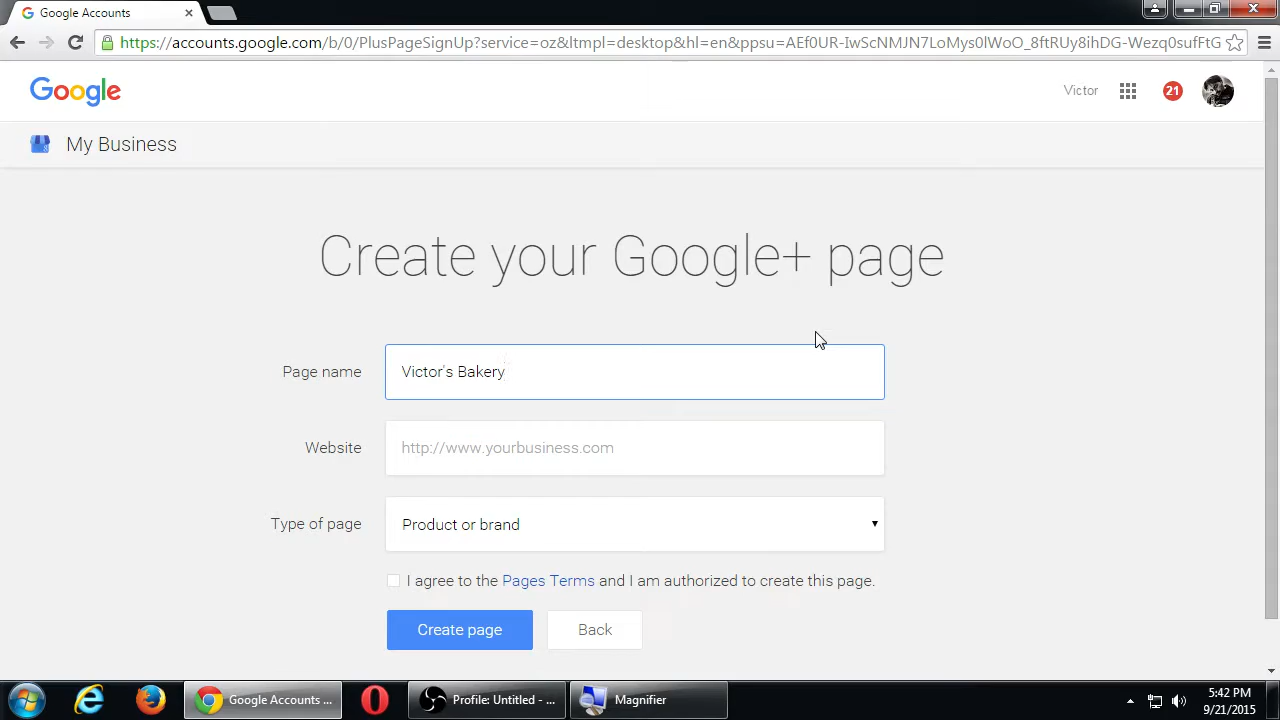 Google Accounts
https://accounts.google.com/b/0/PlusPageSignUp?service=oz&ltmpl=desktop&hl=en&ppsu=AEf0UR-IwScNMJN7LoMys0lWoO_8ftRUy8ihDG-Wezq0sufFtG
Google
Victor
21
My Business
Create your Google+ page
Page name
Victor's Bakery
Website
http://www.yourbusiness.com
Type of page
Product or brand
I agree to the Pages Terms and I am authorized to create this page.
Create page
Back
Google Accounts ...
Profile: Untitled - ...
Magnifier
5:42 PM
9/21/2015